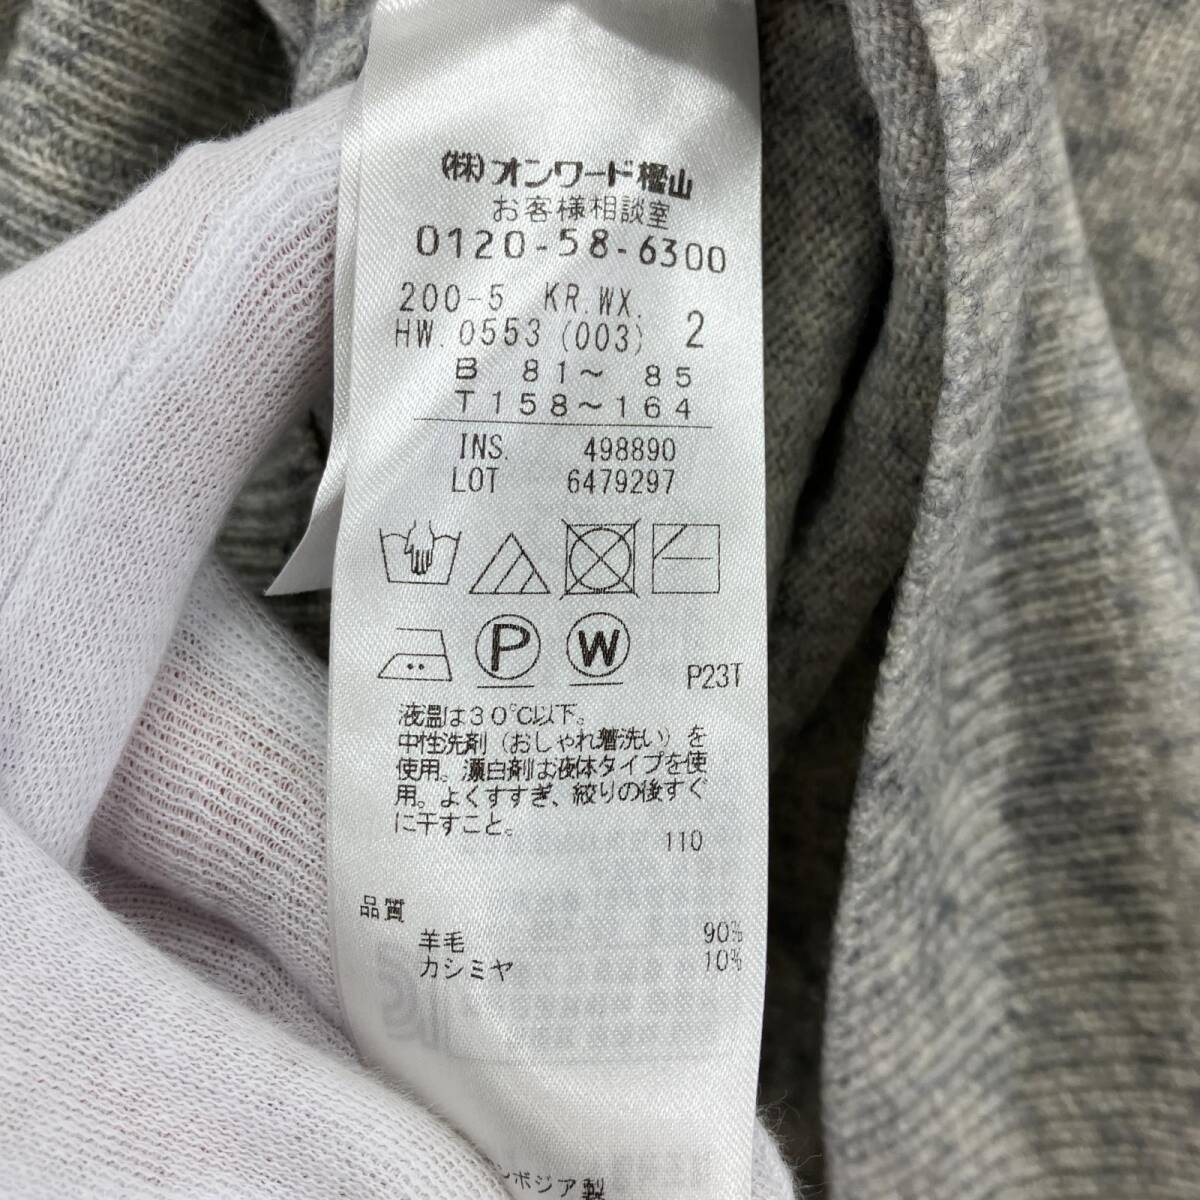 (株)オンワード樫山
お客様相談室
0120-58-6300
200-5 KR.WX.
HW.0553(003) 2
B 81〜 85
T158〜164
INS. 498890
LOT 6479297
P W
P23T
液温は30℃以下。
中性洗剤(おしゃれ着洗い)を
使用。漂白剤は液体タイプを使
用。よくすすぎ、絞りの後すぐ
に干すこと。
110
品質
羊毛 90%
カシミヤ 10%
ンボジア製